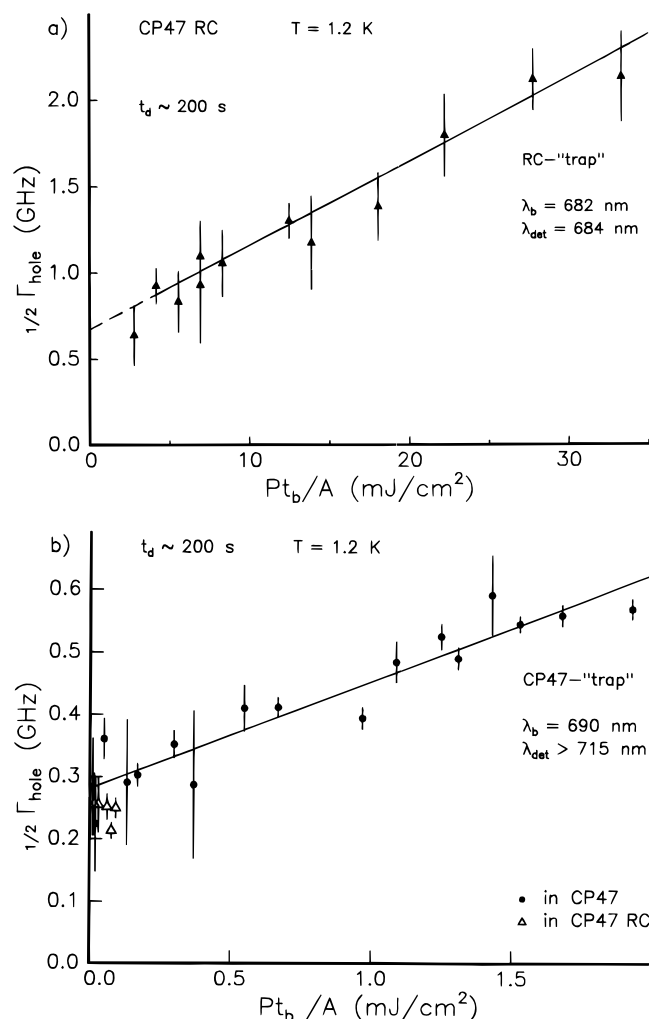 a) CP47 RC T = 1.2 K
t_d ~ 200 s
2.0
1.5
1.0
0.5
0.0
1/2 Γ_hole (GHz)
RC-"trap"
λ_b = 682 nm
λ_det = 684 nm
0 10 20 30
Pt_b/A (mJ/cm²)
b) t_d ~ 200 s T = 1.2 K
0.6
0.5
0.4
0.3
0.2
0.1
0.0
1/2 Γ_hole (GHz)
CP47-"trap"
λ_b = 690 nm
λ_det > 715 nm
• in CP47
△ in CP47 RC
0.0 0.5 1.0 1.5
Pt_b/A (mJ/cm²)